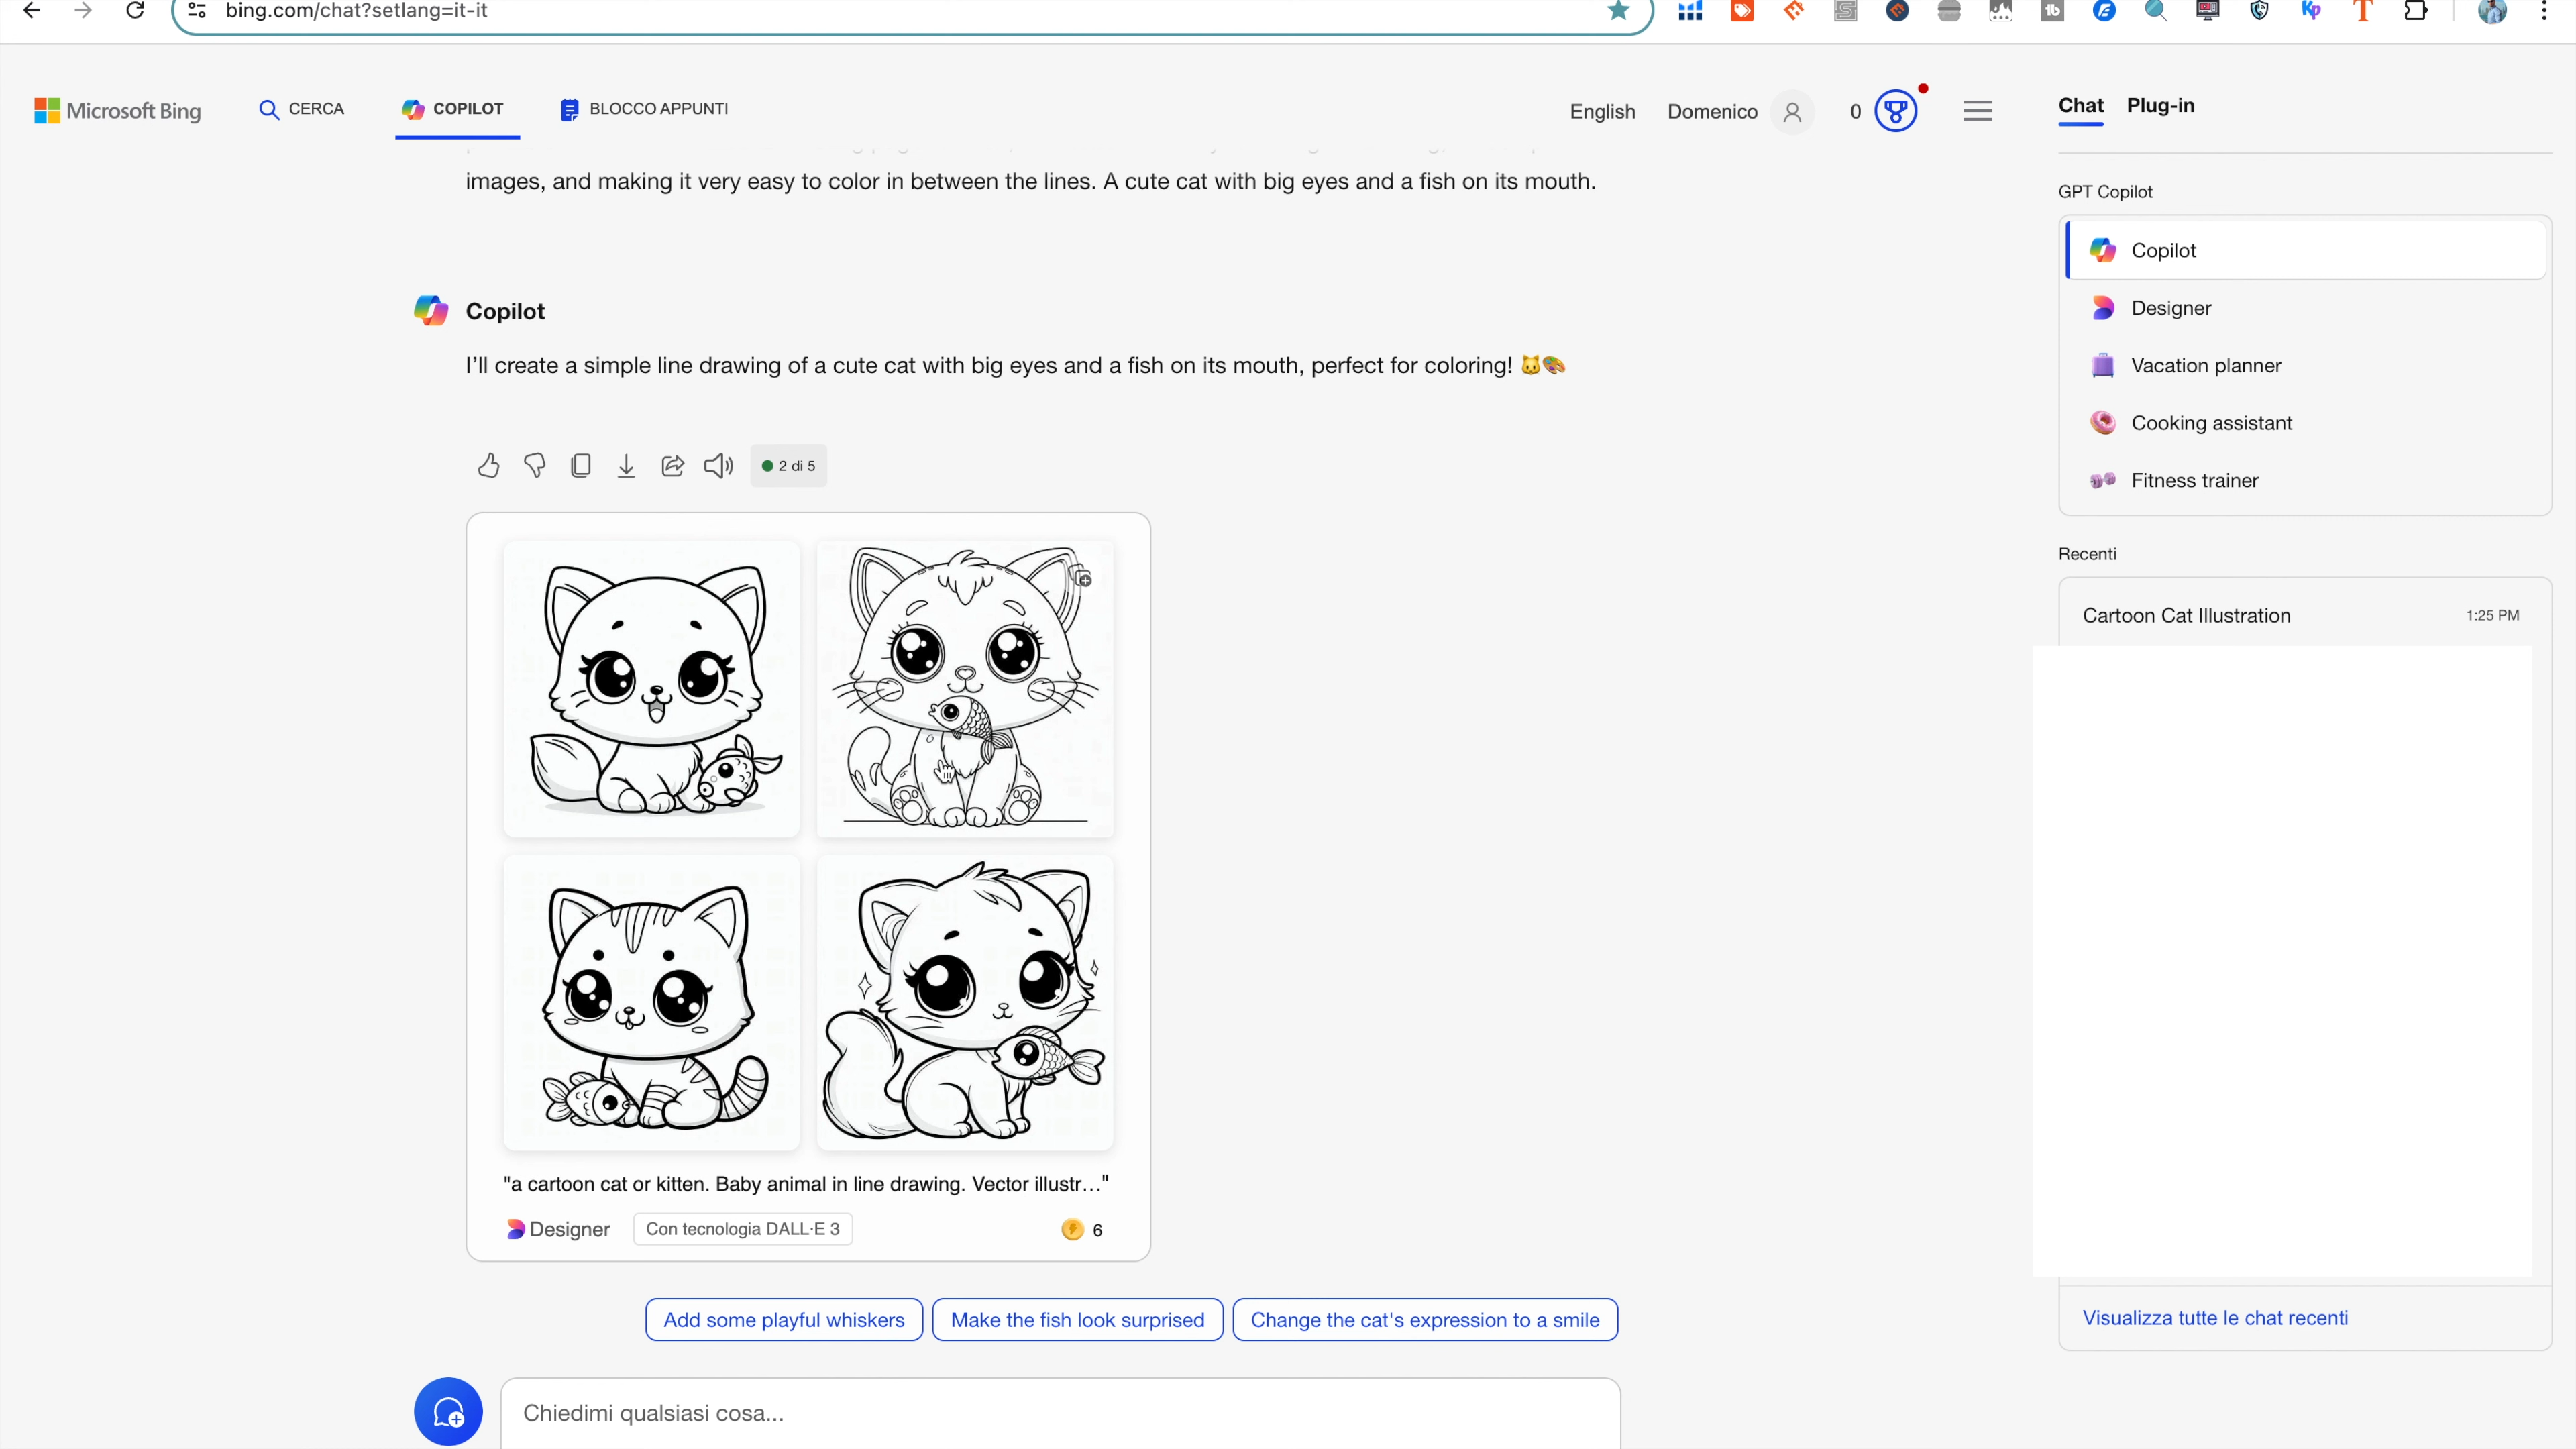 bing.com/chat?setlang=it-it
Microsoft Bing
CERCA
COPILOT
BLOCCO APPUNTI
English
Domenico
0
Chat
Plug-in
images, and making it very easy to color in between the lines. A cute cat with big eyes and a fish on its mouth.
Copilot
I’ll create a simple line drawing of a cute cat with big eyes and a fish on its mouth, perfect for coloring! 🐱🎨
2 di 5
"a cartoon cat or kitten. Baby animal in line drawing. Vector illustr…"
Designer
Con tecnologia DALL·E 3
6
Add some playful whiskers
Make the fish look surprised
Change the cat's expression to a smile
Chiedimi qualsiasi cosa...
GPT Copilot
Copilot
Designer
Vacation planner
Cooking assistant
Fitness trainer
Recenti
Cartoon Cat Illustration
1:25 PM
Visualizza tutte le chat recenti